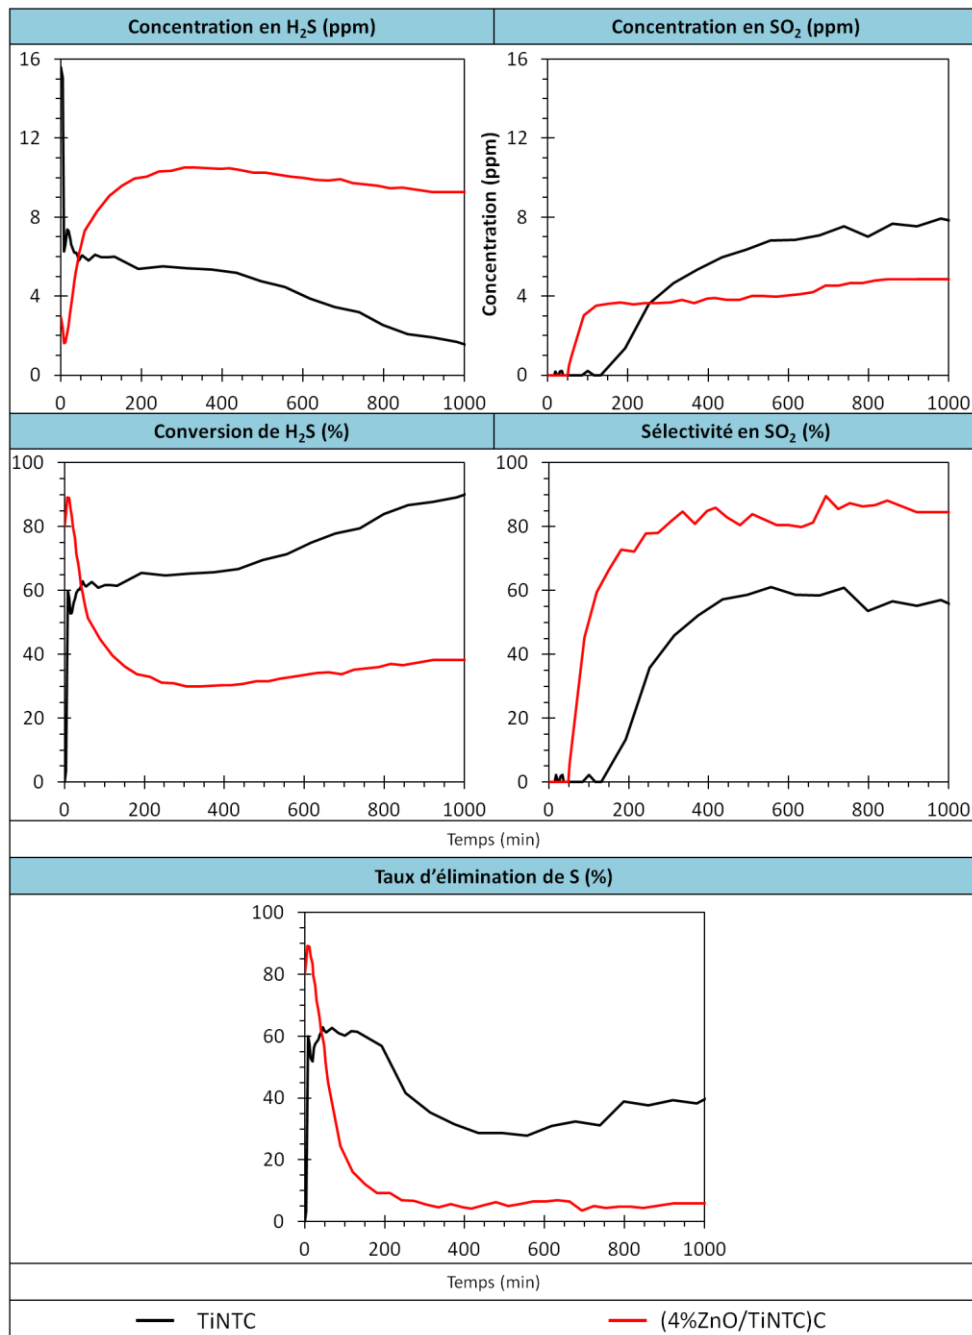 Concentration en H₂S (ppm)
Concentration en SO₂ (ppm)
16
12
8
4
0
0 200 400 600 800 1000
Concentration (ppm)
16
12
8
4
0
0 200 400 600 800 1000
Conversion de H₂S (%)
Sélectivité en SO₂ (%)
100
80
60
40
20
0
0 200 400 600 800 1000
100
80
60
40
20
0
0 200 400 600 800 1000
Temps (min)
Taux d’élimination de S (%)
100
80
60
40
20
0
0 200 400 600 800 1000
Temps (min)
TiNTC
(4%ZnO/TiNTC)C